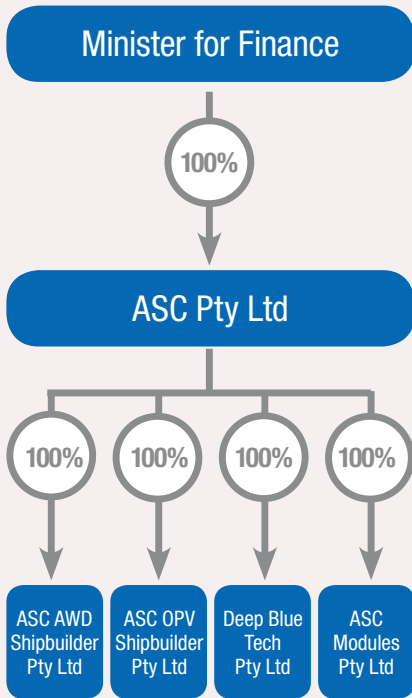 Minister for Finance
100%
ASC Pty Ltd
100%
100%
100%
100%
ASC AWD
Shipbuilder
Pty Ltd
ASC OPV
Shipbuilder
Pty Ltd
Deep Blue
Tech
Pty Ltd
ASC
Modules
Pty Ltd